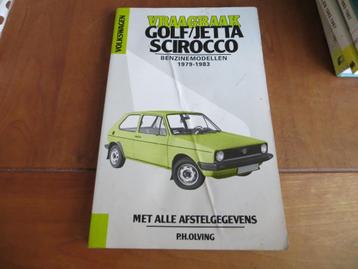 VOLKSWAGEN
VRAAGBAAK
GOLF/JETTA
SCIROCCO
BENZINEMODELLEN
1979-1983
MET ALLE AFSTELGEGEVENS
P.H.OLVING